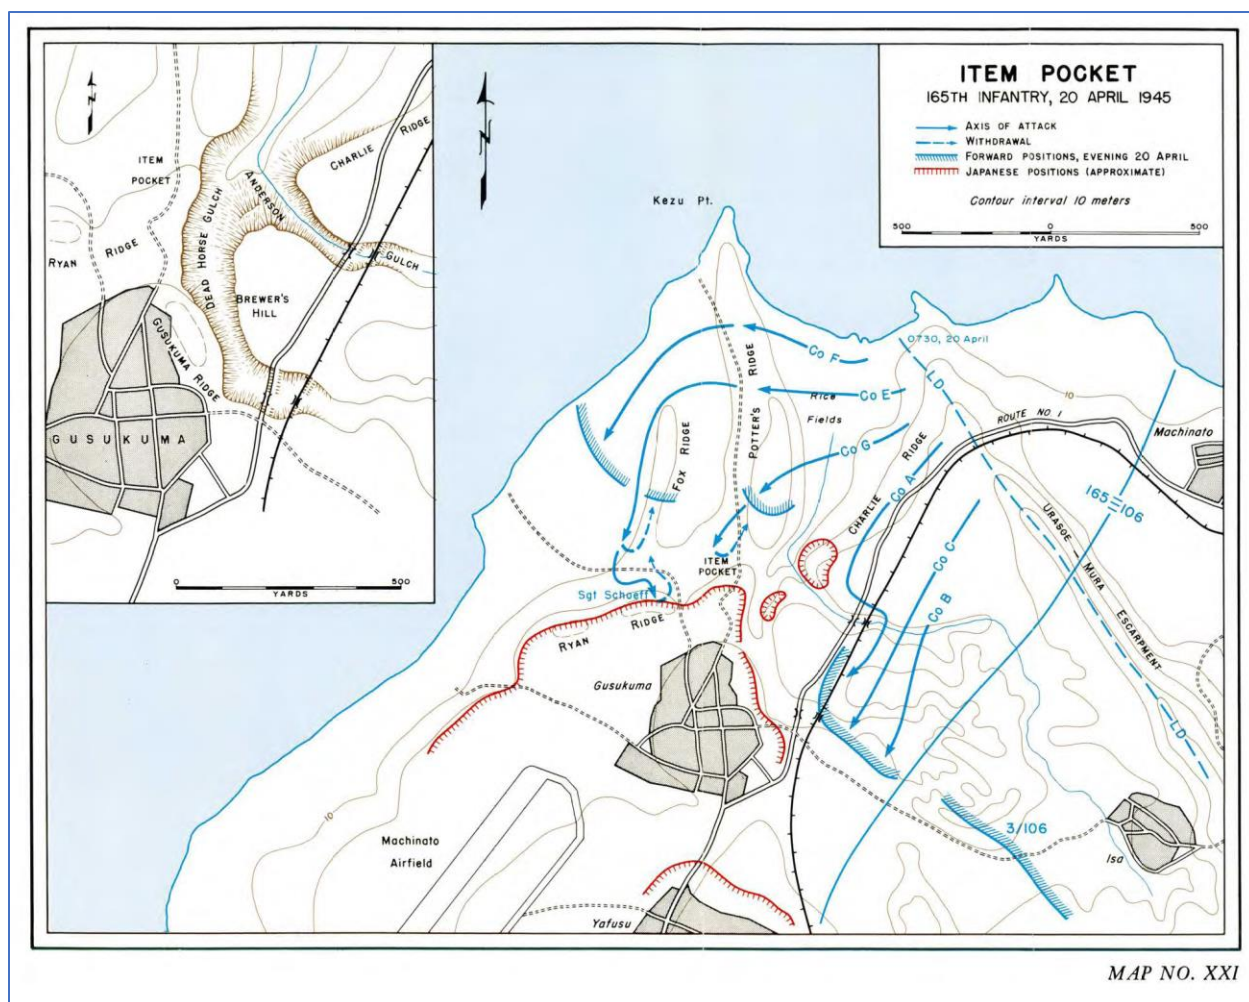 ITEM POCKET
165TH INFANTRY, 20 APRIL 1945
AXIS OF ATTACK
WITHDRAWAL
FORWARD POSITIONS, EVENING 20 APRIL
JAPANESE POSITIONS (APPROXIMATE)
Contour interval 10 meters
500 0 500
YARDS
N
ITEM
POCKET
RYAN RIDGE
DEAD HORSE GULCH
ANDERSON GULCH
CHARLIE RIDGE
BREWER'S
HILL
GUSUKUMA RIDGE
GUSUKUMA
0 500
YARDS
N
Kezu Pt.
0730, 20 April
LD
Co F
Co E
Co G
Co A
Co C
Co B
POTTER'S RIDGE
FOX RIDGE
Rice
Fields
CHARLIE RIDGE
ROUTE NO. 1
10
Machinato
165
106
URASOE - MURA ESCARPMENT
LD
ITEM
POCKET
Sgt Schoeff
RYAN RIDGE
Gusukuma
10
Machinato
Airfield
3/106
Isa
Yafusu
MAP NO. XXI